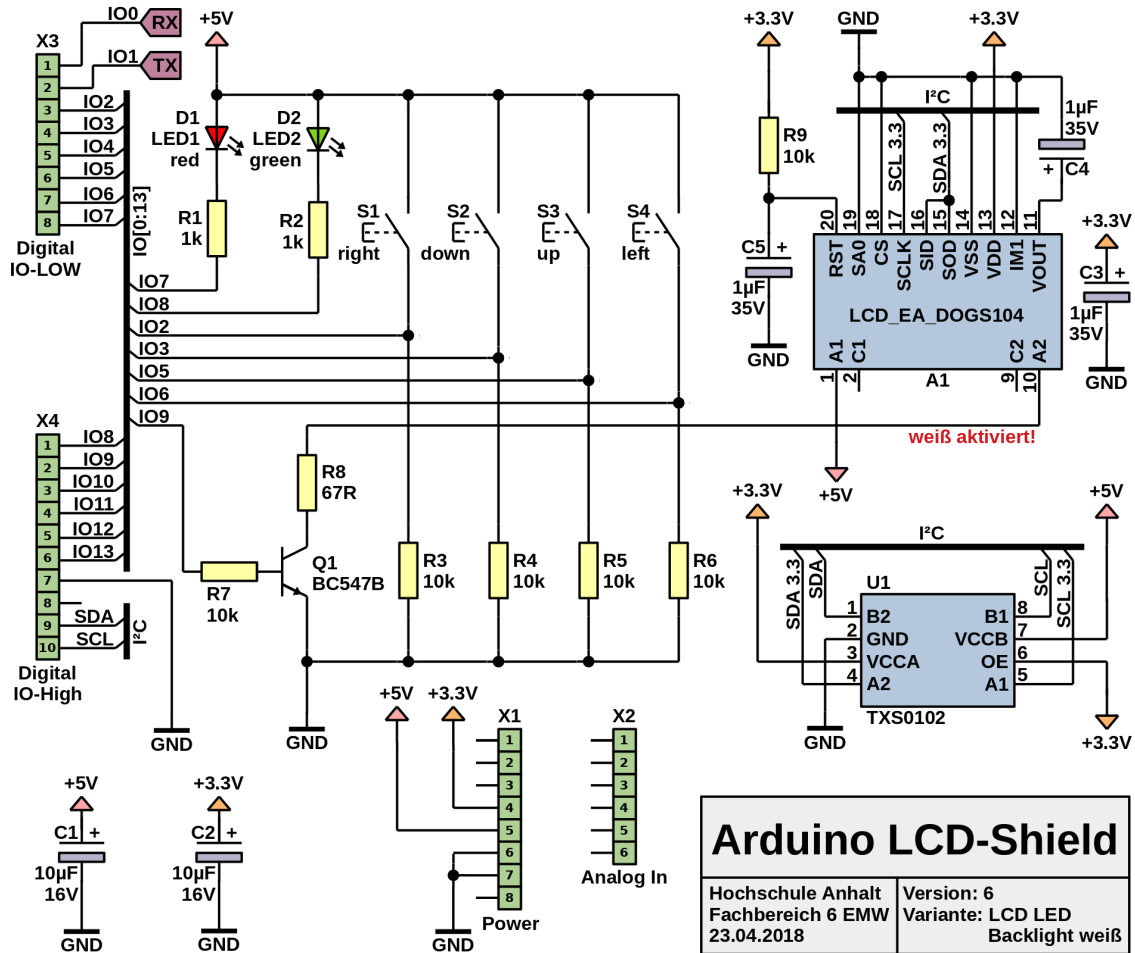 IO0
RX
IO1
TX
X3
1
2
3
4
5
6
7
8
IO2
IO3
IO4
IO5
IO6
IO7
Digital
IO-LOW
IO[0:13]
+5V
D1
LED1
red
D2
LED2
green
R1
1k
R2
1k
S1
right
S2
down
S3
up
S4
left
IO7
IO8
IO2
IO3
IO5
IO6
IO9
X4
1
2
3
4
5
6
7
8
9
10
IO8
IO9
IO10
IO11
IO12
IO13
SDA
SCL
I²C
Digital
IO-High
GND
R7
10k
R8
67R
Q1
BC547B
GND
R3
10k
R4
10k
R5
10k
R6
10k
+3.3V
R9
10k
C5 +
1µF
35V
GND
GND
+3.3V
I²C
SCL 3.3
SDA 3.3
1µF
35V
+ C4
20 19 18 17 16 15 14 13 12 11
RST SA0 CS SCLK SID SOD VSS VDD IM1 VOUT
LCD_EA_DOGS104
A1 C1 C2 A2
1 2 9 10
A1
+3.3V
C3 +
1µF
35V
GND
weiß aktiviert!
+5V
+3.3V
+5V
I²C
SDA 3.3
SDA
SCL
SCL 3.3
U1
1 B2 B1 8
2 GND VCCB 7
3 VCCA OE 6
4 A2 A1 5
TXS0102
GND
+3.3V
+5V
+3.3V
X1
1
2
3
4
5
6
7
8
Power
GND
X2
1
2
3
4
5
6
Analog In
+5V
C1 +
10µF
16V
GND
+3.3V
C2 +
10µF
16V
GND
Arduino LCD-Shield
Hochschule Anhalt
Fachbereich 6 EMW
23.04.2018
Version: 6
Variante: LCD LED
Backlight weiß